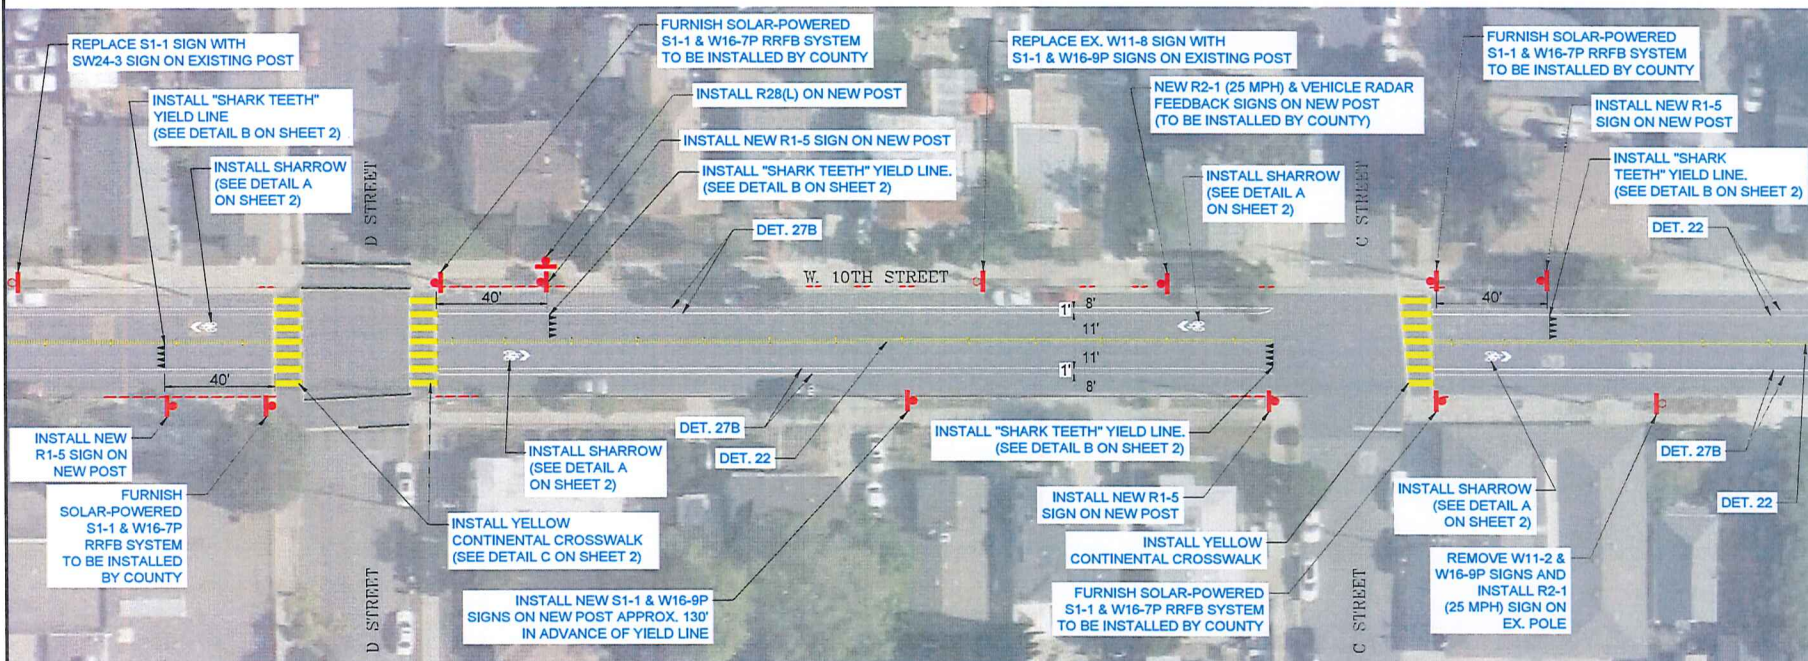 REPLACE S1-1 SIGN WITH
SW24-3 SIGN ON EXISTING POST
FURNISH SOLAR-POWERED
S1-1 & W16-7P RRFB SYSTEM
TO BE INSTALLED BY COUNTY
REPLACE EX. W11-8 SIGN WITH
S1-1 & W16-9P SIGNS ON EXISTING POST
FURNISH SOLAR-POWERED
S1-1 & W16-7P RRFB SYSTEM
TO BE INSTALLED BY COUNTY
INSTALL "SHARK TEETH"
YIELD LINE
(SEE DETAIL B ON SHEET 2)
INSTALL R28(L) ON NEW POST
NEW R2-1 (25 MPH) & VEHICLE RADAR
FEEDBACK SIGNS ON NEW POST
(TO BE INSTALLED BY COUNTY)
INSTALL NEW R1-5
SIGN ON NEW POST
INSTALL SHARROW
(SEE DETAIL A
ON SHEET 2)
D STREET
INSTALL NEW R1-5 SIGN ON NEW POST
INSTALL "SHARK TEETH" YIELD LINE.
(SEE DETAIL B ON SHEET 2)
INSTALL SHARROW
(SEE DETAIL A
ON SHEET 2)
C STREET
INSTALL "SHARK
TEETH" YIELD LINE.
(SEE DETAIL B ON SHEET 2)
DET. 27B
DET. 22
W. 10TH STREET
40'
1'
8'
11'
40'
11'
1'
8'
40'
INSTALL NEW
R1-5 SIGN ON
NEW POST
FURNISH
SOLAR-POWERED
S1-1 & W16-7P
RRFB SYSTEM
TO BE INSTALLED
BY COUNTY
INSTALL SHARROW
(SEE DETAIL A
ON SHEET 2)
DET. 27B
DET. 22
INSTALL "SHARK TEETH" YIELD LINE.
(SEE DETAIL B ON SHEET 2)
DET. 27B
INSTALL YELLOW
CONTINENTAL CROSSWALK
(SEE DETAIL C ON SHEET 2)
INSTALL NEW R1-5
SIGN ON NEW POST
INSTALL SHARROW
(SEE DETAIL A
ON SHEET 2)
DET. 22
INSTALL YELLOW
CONTINENTAL CROSSWALK
D STREET
INSTALL NEW S1-1 & W16-9P
SIGNS ON NEW POST APPROX. 130'
IN ADVANCE OF YIELD LINE
FURNISH SOLAR-POWERED
S1-1 & W16-7P RRFB SYSTEM
TO BE INSTALLED BY COUNTY
C STREET
REMOVE W11-2 &
W16-9P SIGNS AND
INSTALL R2-1
(25 MPH) SIGN ON
EX. POLE